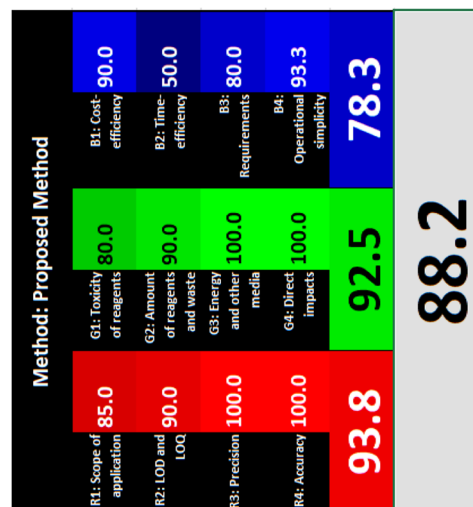 Method: Proposed Method
R1: Scope of
application
85.0
G1: Toxicity
of reagents
80.0
B1: Cost-
efficiency
90.0
R2: LOD and
LOQ
90.0
G2: Amount
of reagents
and waste
90.0
B2: Time-
efficiency
50.0
R3: Precision
100.0
G3: Energy
and other
media
100.0
B3:
Requirements
80.0
R4: Accuracy
100.0
G4: Direct
impacts
100.0
B4:
Operational
simplicity
93.3
93.8
92.5
78.3
88.2